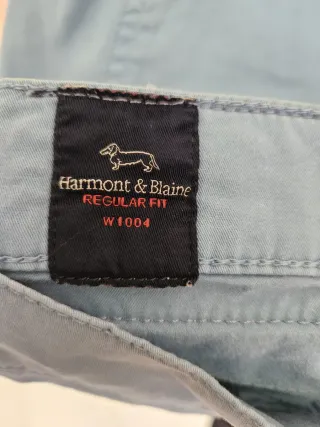 Harmont & Blaine
REGULAR FIT
W1004